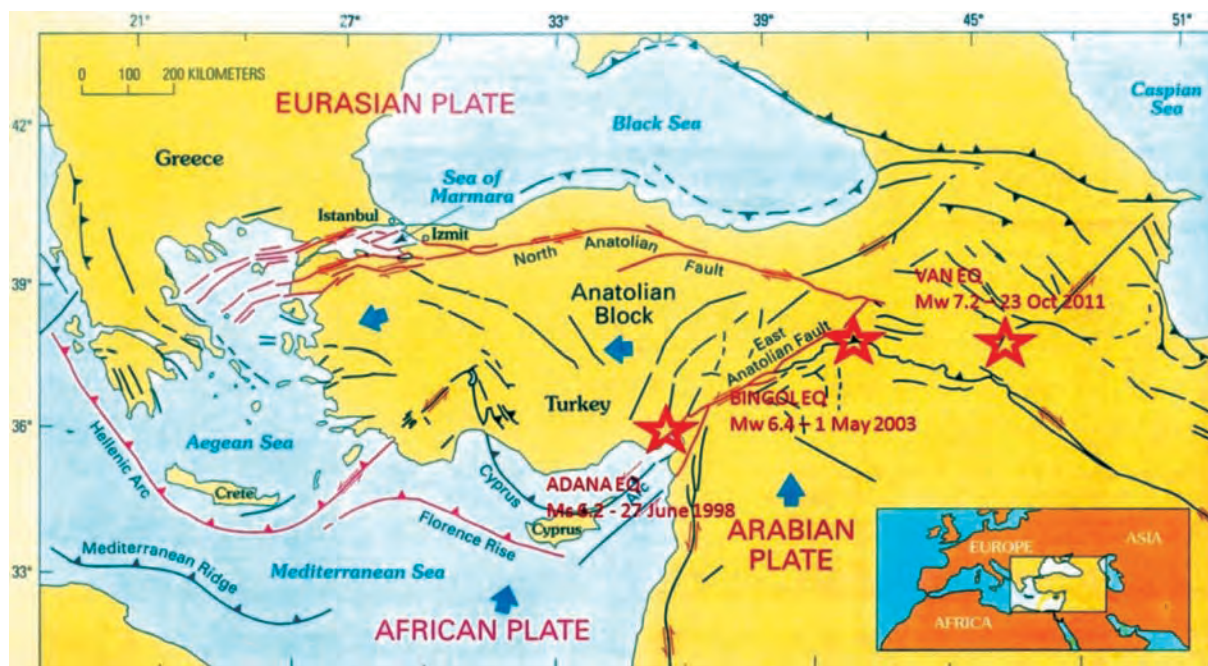 21° 27° 33° 39° 45° 51°
0 100 200 KILOMETERS
EURASIAN PLATE
Caspian
Sea
42°
Black Sea
Greece
Sea of
Marmara
Istanbul
Izmit
North Anatolian Fault
39°
VAN EQ
Mw 7.2 – 23 Oct 2011
Anatolian
Block
East
Anatolian Fault
BINGOL EQ
Mw 6.4 – 1 May 2003
Turkey
36°
Aegean Sea
Hellenic Arc
Crete
Cyprus Arc
ADANA EQ
Ms 6.2 - 27 June 1998
Cyprus
Florence Rise
ARABIAN
PLATE
33°
Mediterranean Ridge
Mediterranean Sea
AFRICAN PLATE
EUROPE
ASIA
AFRICA